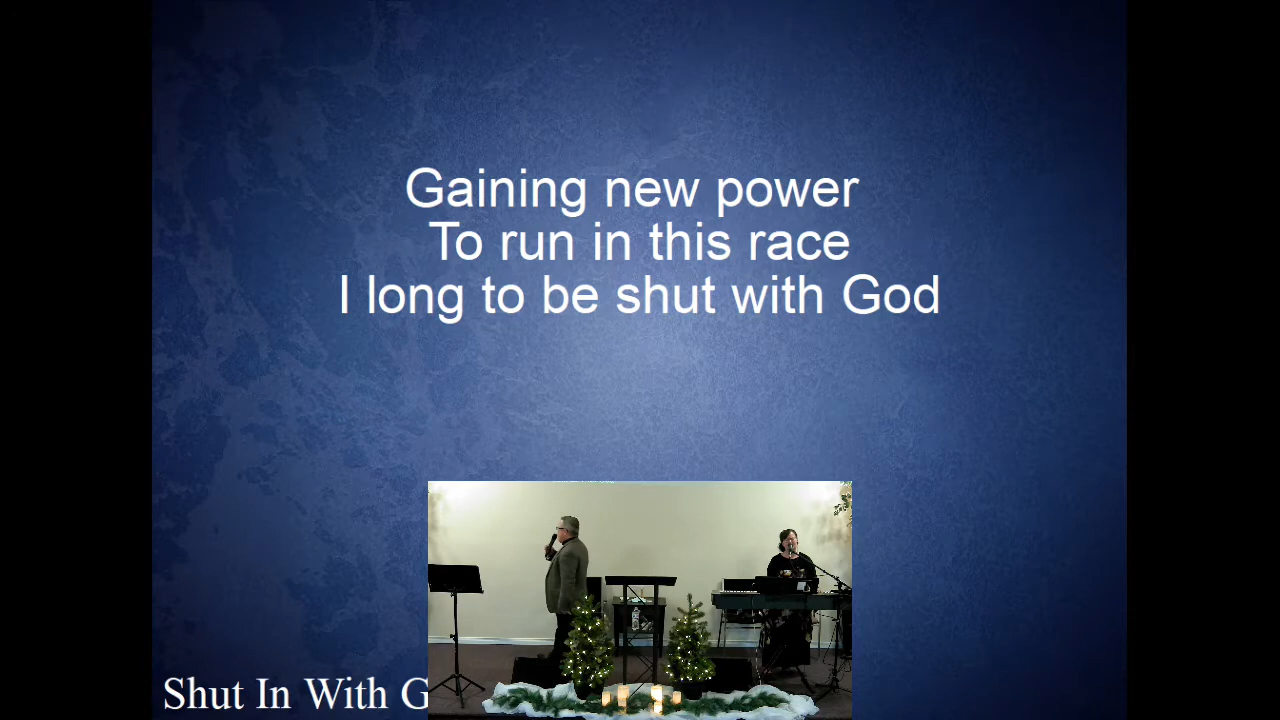 Gaining new power
To run in this race
I long to be shut with God
Shut In With G